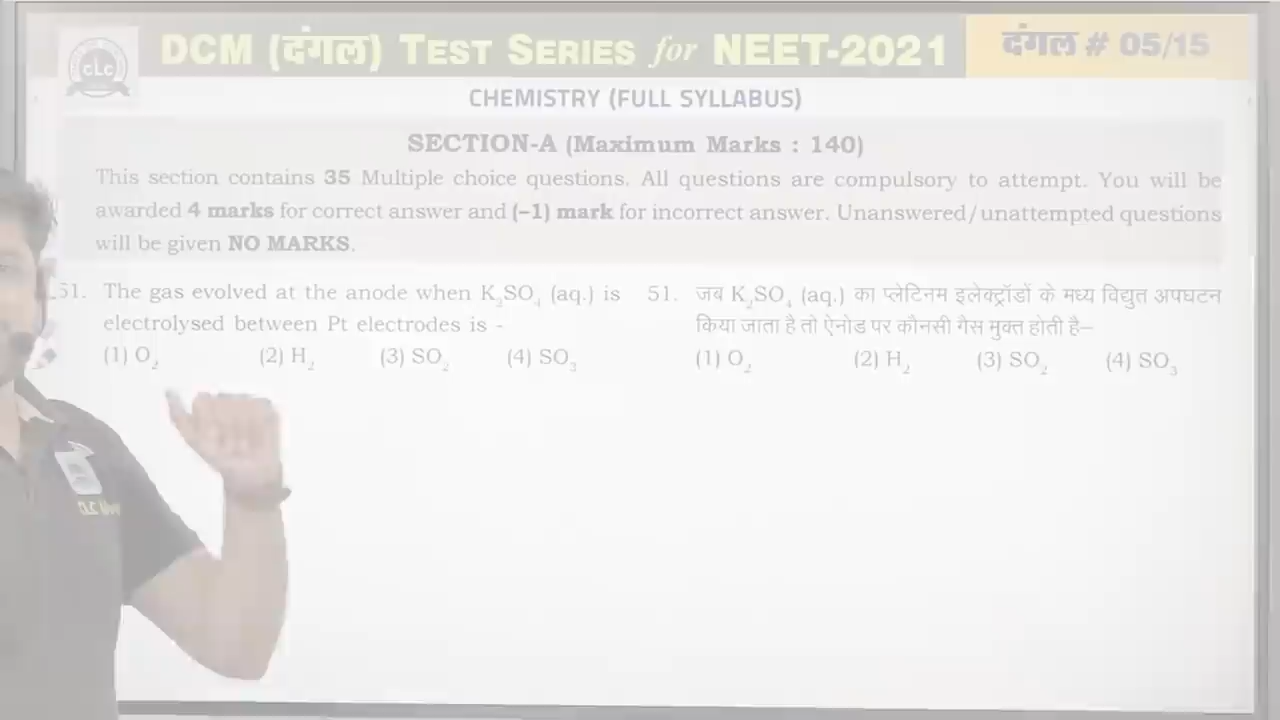 DCM (दंगल) TEST SERIES for NEET-2021
दंगल # 05/15
CLC
CHEMISTRY (FULL SYLLABUS)
SECTION-A (Maximum Marks : 140)
This section contains 35 Multiple choice questions. All questions are compulsory to attempt. You will be
awarded 4 marks for correct answer and (–1) mark for incorrect answer. Unanswered/unattempted questions
will be given NO MARKS.
51. The gas evolved at the anode when K₂SO₄ (aq.) is
electrolysed between Pt electrodes is -
(1) O₂ (2) H₂ (3) SO₂ (4) SO₃
51. जब K₂SO₄ (aq.) का प्लेटिनम इलेक्ट्रॉडों के मध्य विद्युत अपघटन
किया जाता है तो ऐनोड पर कौनसी गैस मुक्त होती है–
(1) O₂ (2) H₂ (3) SO₂ (4) SO₃